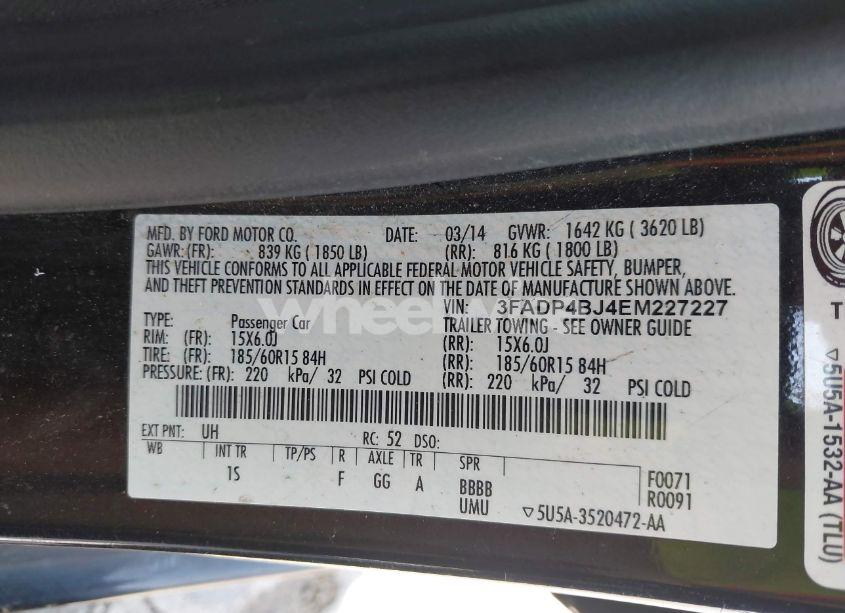 MFD. BY FORD MOTOR CO. DATE: 03/14 GVWR: 1642 KG ( 3620 LB)
GAWR: (FR): 839 KG ( 1850 LB) (RR): 816 KG ( 1800 LB)
THIS VEHICLE CONFORMS TO ALL APPLICABLE FEDERAL MOTOR VEHICLE SAFETY, BUMPER,
AND THEFT PREVENTION STANDARDS IN EFFECT ON THE DATE OF MANUFACTURE SHOWN ABOVE.
VIN: 3FADP4BJ4EM227227
TYPE: Passenger Car TRAILER TOWING - SEE OWNER GUIDE
RIM: (FR): 15X6.0J (RR): 15X6.0J
TIRE: (FR): 185/60R15 84H (RR): 185/60R15 84H
PRESSURE: (FR): 220 kPa/ 32 PSI COLD (RR): 220 kPa/ 32 PSI COLD
EXT PNT: UH RC: 52 DSO:
WB INT TR TP/PS R AXLE TR SPR
1S F GG A BBBB F0071
UMU R0091
▽5U5A-3520472-AA
T
▽5U5A-1532-AA (TLU)